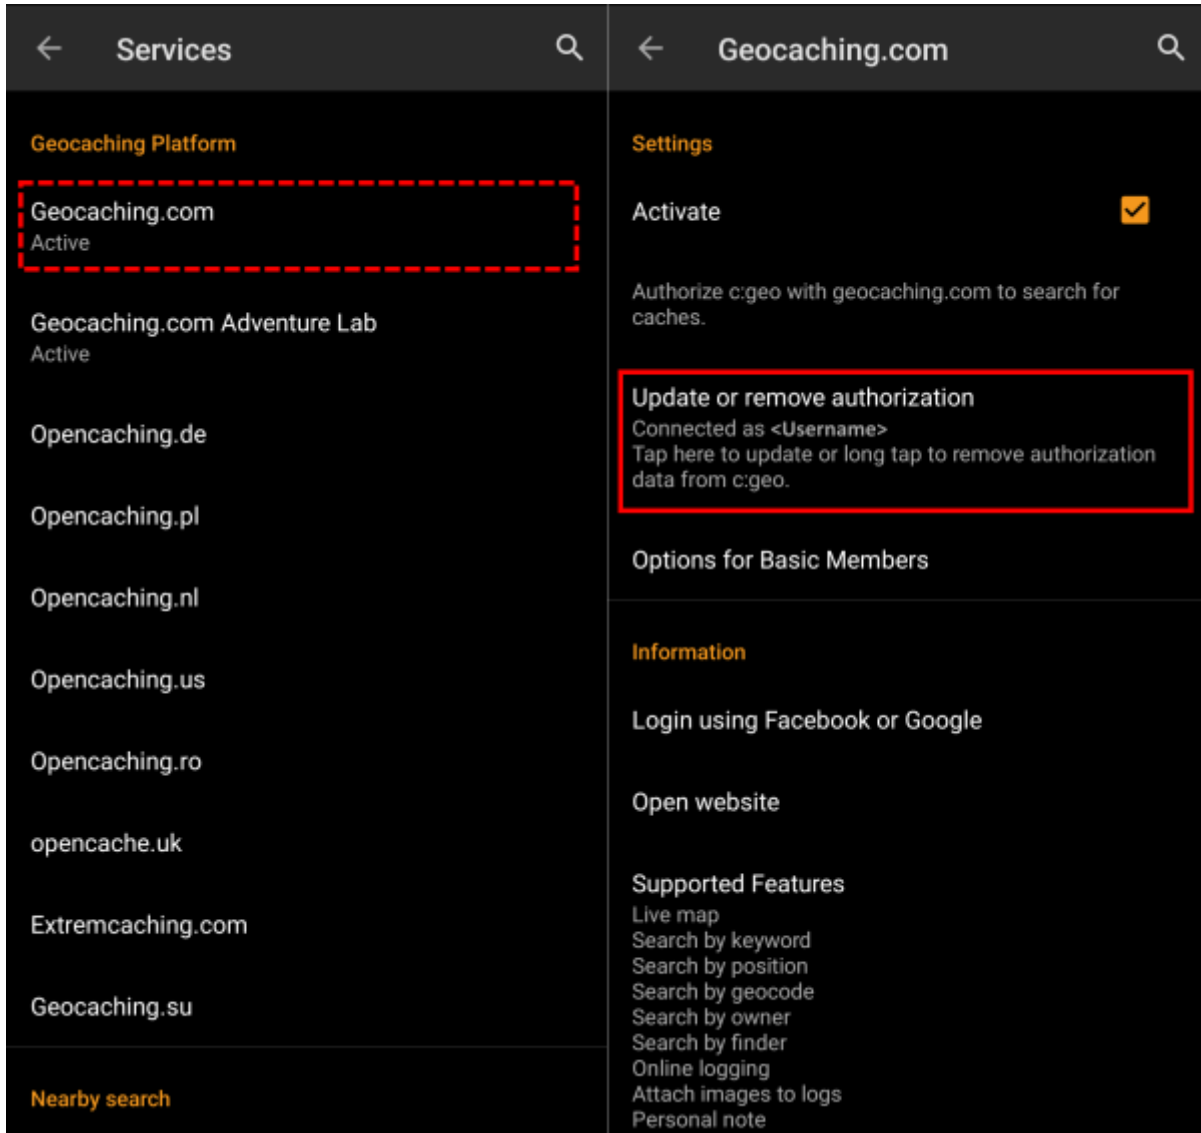 Services
Geocaching Platform
Geocaching.com
Active
Geocaching.com Adventure Lab
Active
Opencaching.de
Opencaching.pl
Opencaching.nl
Opencaching.us
Opencaching.ro
opencache.uk
Extremcaching.com
Geocaching.su
Nearby search
Geocaching.com
Settings
Activate
Authorize c:geo with geocaching.com to search for
caches.
Update or remove authorization
Connected as <Username>
Tap here to update or long tap to remove authorization
data from c:geo.
Options for Basic Members
Information
Login using Facebook or Google
Open website
Supported Features
Live map
Search by keyword
Search by position
Search by geocode
Search by owner
Search by finder
Online logging
Attach images to logs
Personal note